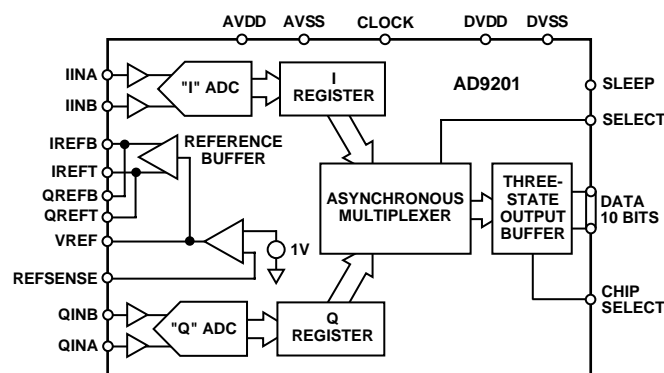 AVDD AVSS CLOCK DVDD DVSS
IINA
IINB
"I" ADC
I
REGISTER
AD9201
SLEEP
SELECT
IREFB
IREFT
QREFB
QREFT
VREF
REFSENSE
REFERENCE
BUFFER
1V
ASYNCHRONOUS
MULTIPLEXER
THREE-
STATE
OUTPUT
BUFFER
DATA
10 BITS
CHIP
SELECT
QINB
QINA
"Q" ADC
Q
REGISTER